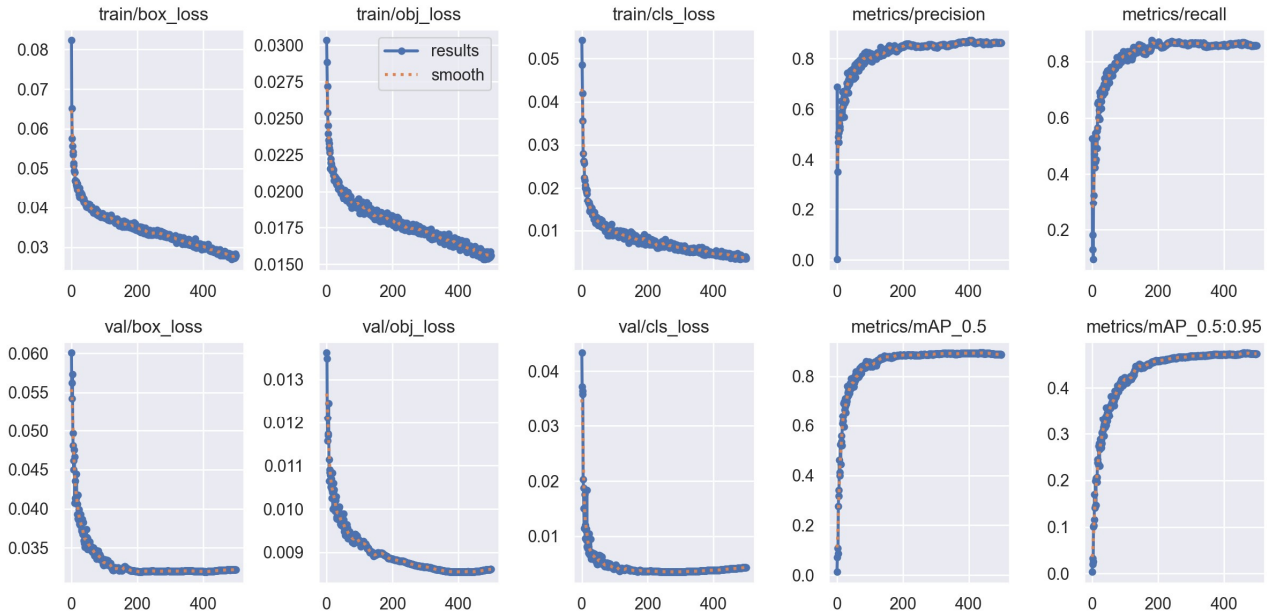 train/box_loss
0.08
0.07
0.06
0.05
0.04
0.03
0 200 400
train/obj_loss
results
smooth
0.0300
0.0275
0.0250
0.0225
0.0200
0.0175
0.0150
0 200 400
train/cls_loss
0.05
0.04
0.03
0.02
0.01
0 200 400
metrics/precision
0.8
0.6
0.4
0.2
0.0
0 200 400
metrics/recall
0.8
0.6
0.4
0.2
0 200 400
val/box_loss
0.060
0.055
0.050
0.045
0.040
0.035
0 200 400
val/obj_loss
0.013
0.012
0.011
0.010
0.009
0 200 400
val/cls_loss
0.04
0.03
0.02
0.01
0 200 400
metrics/mAP_0.5
0.8
0.6
0.4
0.2
0.0
0 200 400
metrics/mAP_0.5:0.95
0.4
0.3
0.2
0.1
0.0
0 200 400